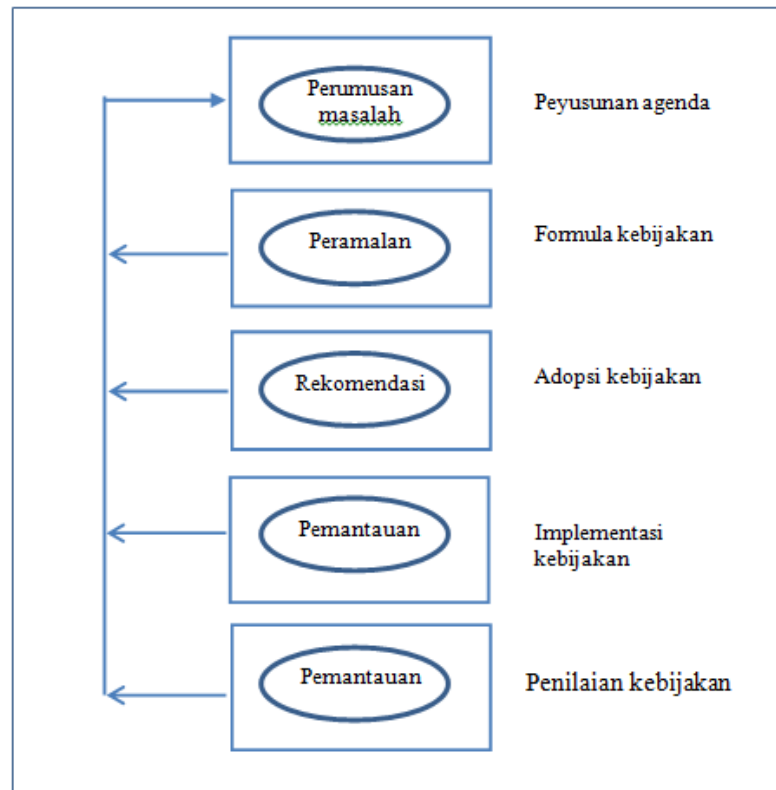 Perumusan
masalah
Peyusunan agenda
Peramalan
Formula kebijakan
Rekomendasi
Adopsi kebijakan
Pemantauan
Implementasi
kebijakan
Pemantauan
Penilaian kebijakan